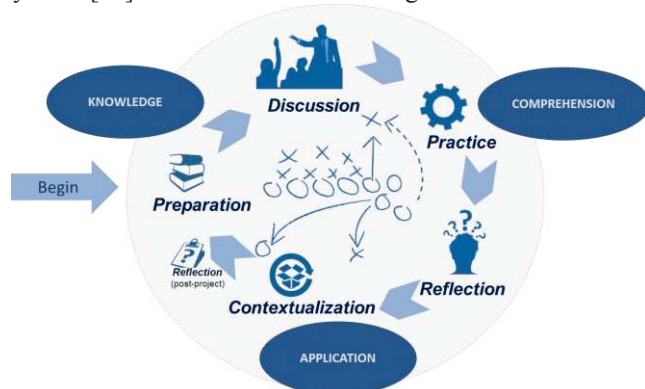 Discussion
KNOWLEDGE
COMPREHENSION
Practice
Begin
Preparation
Reflection
(post-project)
Contextualization
Reflection
APPLICATION